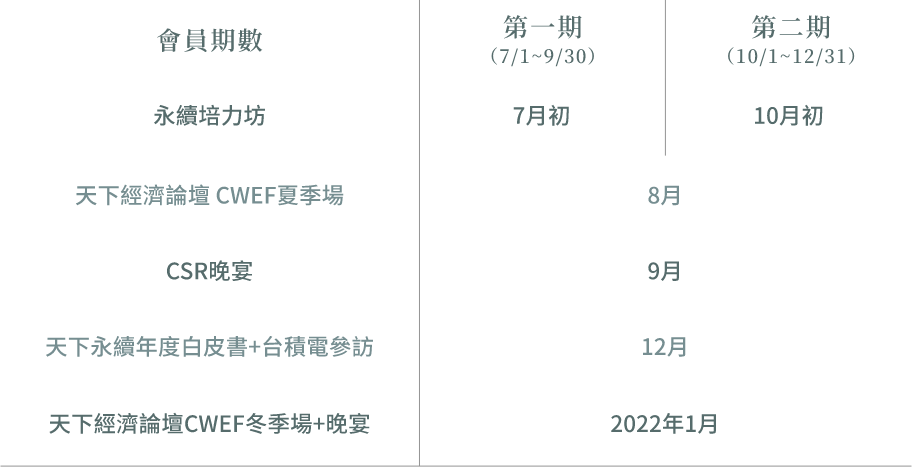 會員期數
第一期
（7/1~9/30）
第二期
（10/1~12/31）
永續培力坊
7月初
10月初
天下經濟論壇 CWEF夏季場
8月
CSR晚宴
9月
天下永續年度白皮書+台積電參訪
12月
天下經濟論壇CWEF冬季場+晚宴
2022年1月